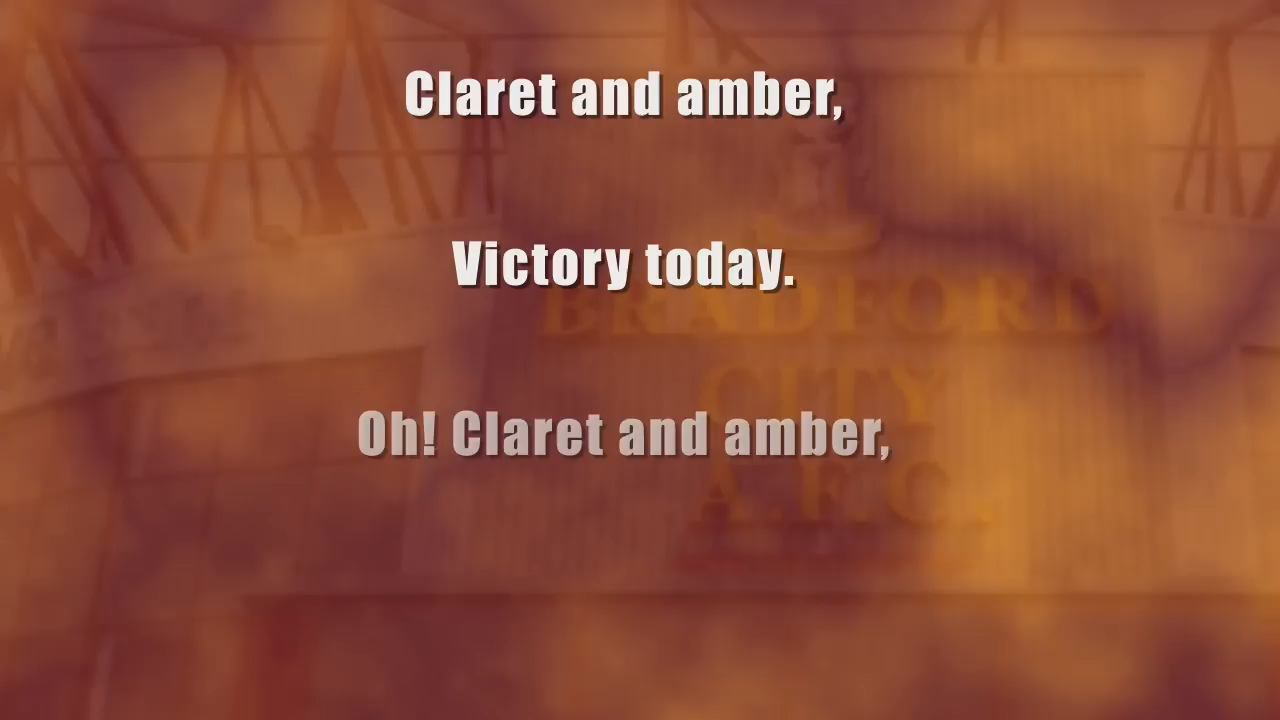 Claret and amber,
Victory today.
BRADFORD
CITY
Oh! Claret and amber,
A.F.C.